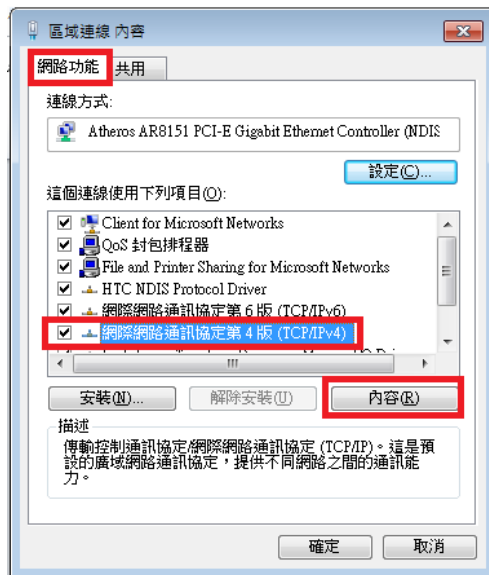 區域連線 內容
網路功能 共用
連線方式:
Atheros AR8151 PCI-E Gigabit Ethernet Controller (NDIS
設定(C)...
這個連線使用下列項目(O):
Client for Microsoft Networks
QoS 封包排程器
File and Printer Sharing for Microsoft Networks
HTC NDIS Protocol Driver
網際網路通訊協定第 6 版 (TCP/IPv6)
網際網路通訊協定第 4 版 (TCP/IPv4)
安裝(N)... 解除安裝(U) 內容(R)
描述
傳輸控制通訊協定/網際網路通訊協定 (TCP/IP)。這是預
設的廣域網路通訊協定，提供不同網路之間的通訊能
力。
確定 取消